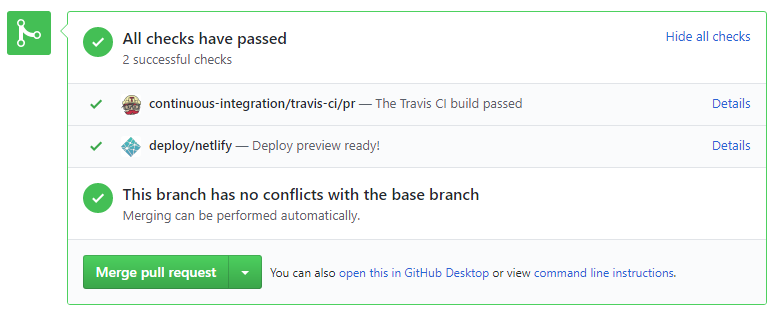 All checks have passed
Hide all checks
2 successful checks
continuous-integration/travis-ci/pr — The Travis CI build passed
Details
deploy/netlify — Deploy preview ready!
Details
This branch has no conflicts with the base branch
Merging can be performed automatically.
Merge pull request
You can also open this in GitHub Desktop or view command line instructions.